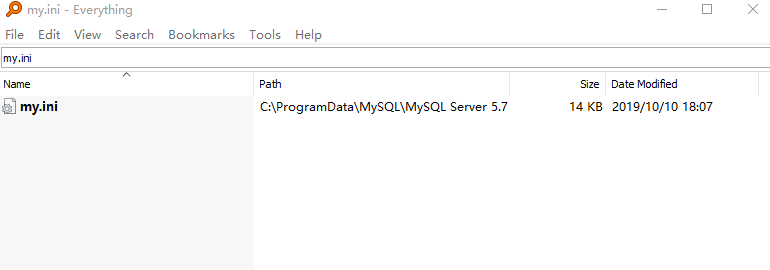 my.ini - Everything
File Edit View Search Bookmarks Tools Help
my.ini
Name Path Size Date Modified
my.ini C:\ProgramData\MySQL\MySQL Server 5.7 14 KB 2019/10/10 18:07